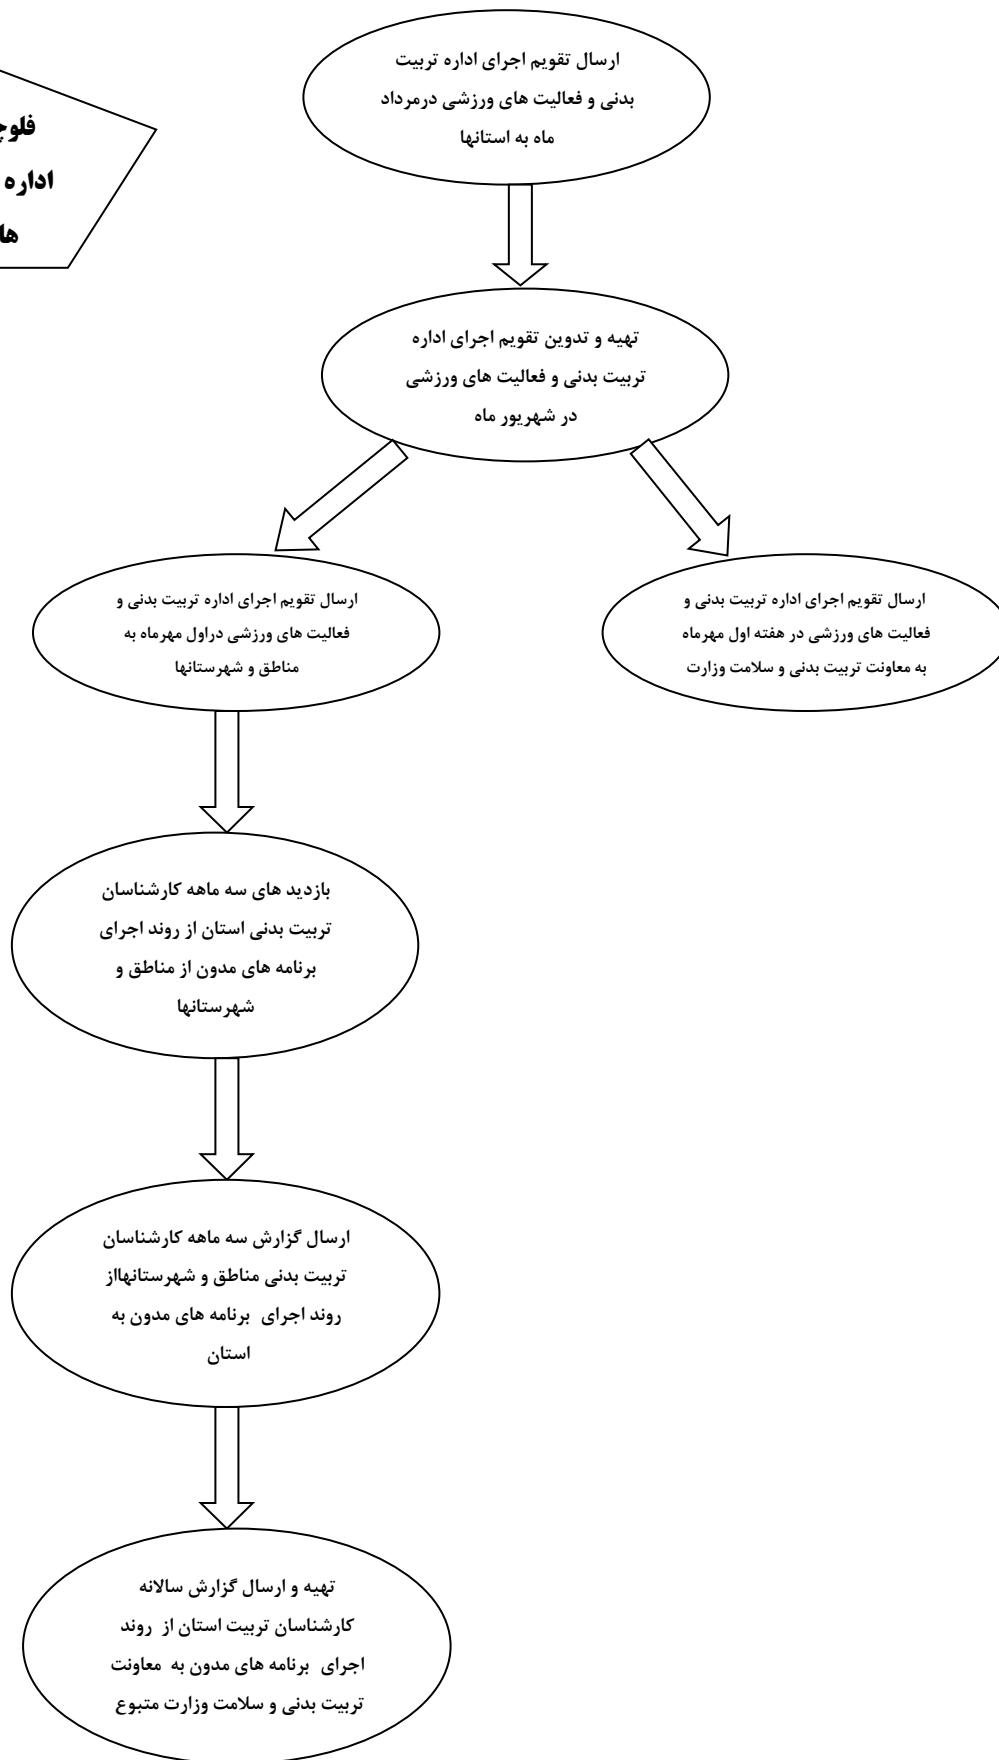 ارسال تقویم اجرای اداره تربیت
بدنی و فعالیت های ورزشی درمرداد
ماه به استانها
اداره
تهیه و تدوین تقویم اجرای اداره
تربیت بدنی و فعالیت های ورزشی
در شهریور ماه
ارسال تقویم اجرای اداره تربیت بدنی و
فعالیت های ورزشی در هفته اول مهرماه
به معاونت تربیت بدنی و سلامت وزارت
ارسال تقویم اجرای اداره تربیت بدنی و
فعالیت های ورزشی دراول مهرماه به
مناطق و شهرستانها
بازدید های سه ماهه کارشناسان
تربیت بدنی استان از روند اجرای
برنامه های مدون از مناطق و
شهرستانها
ارسال گزارش سه ماهه کارشناسان
تربیت بدنی مناطق و شهرستانهااز
روند اجرای برنامه های مدون به
استان
تهیه و ارسال گزارش سالانه
کارشناسان تربیت استان از روند
اجرای برنامه های مدون به معاونت
تربیت بدنی و سلامت وزارت متبوع